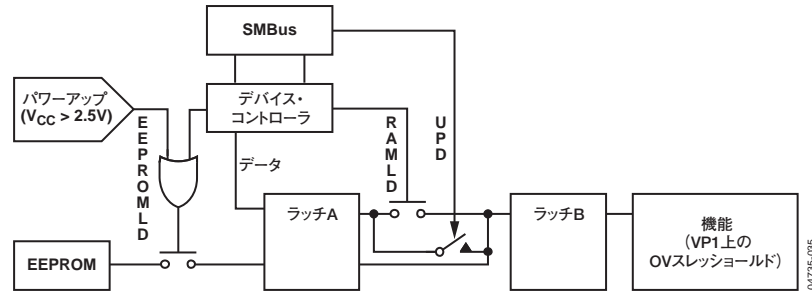 SMBus
パワーアップ
(VCC > 2.5V)
デバイス・
コントローラ
EEPROMLD
データ
RAMLD
UPD
ラッチA
ラッチB
機能
(VP1上の
OVスレッショールド)
EEPROM
04735-035